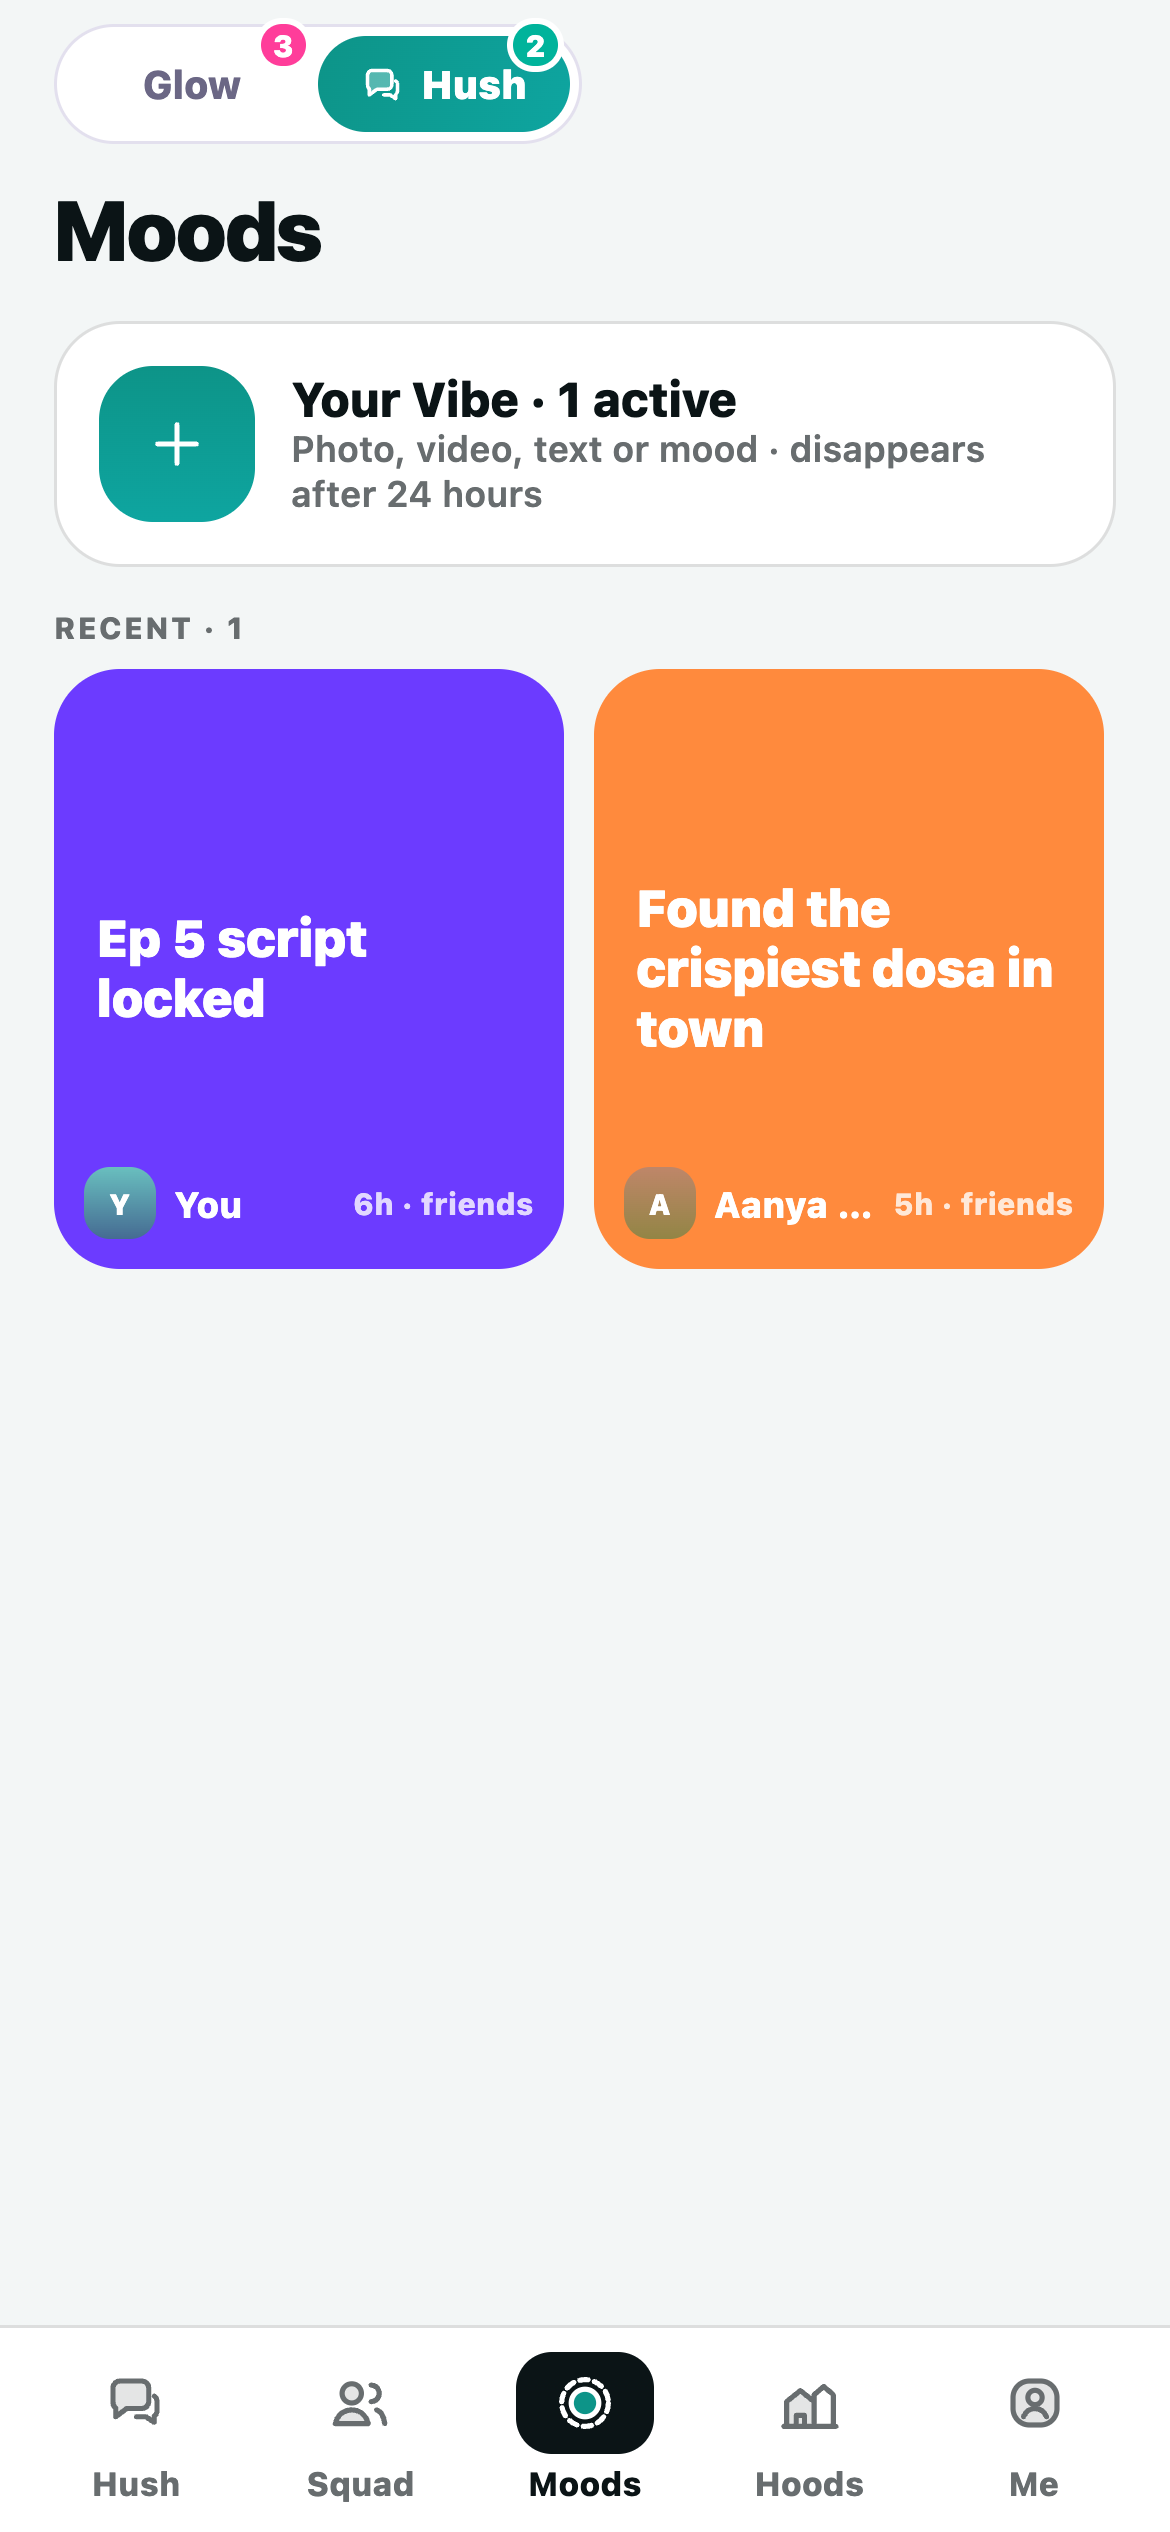 Glow
3
Hush
2
Moods
Your Vibe · 1 active
Photo, video, text or mood · disappears
after 24 hours
RECENT · 1
Ep 5 script
locked
Y
You
6h · friends
Found the
crispiest dosa in
town
A
Aanya ...
5h · friends
Hush
Squad
Moods
Hoods
Me